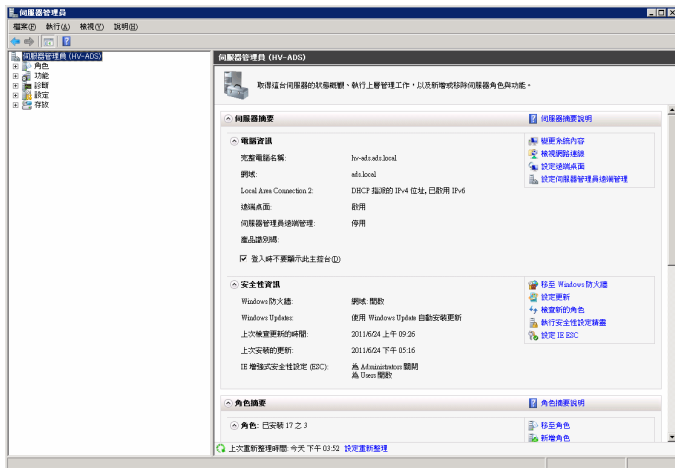 伺服器管理員
檔案(F) 執行(A) 檢視(V) 說明(H)
伺服器管理員 (HV-ADS)
角色
功能
診斷
設定
存放
伺服器管理員 (HV-ADS)
取得這台伺服器的狀態概觀、執行上層管理工作，以及新增或移除伺服器角色與功能。
伺服器摘要
伺服器摘要說明
電腦資訊
完整電腦名稱: hv-ads.ads.local
網域: ads.local
Local Area Connection 2: DHCP 指派的 IPv4 位址, 已啟用 IPv6
遠端桌面: 啟用
伺服器管理員遠端管理: 停用
產品識別碼:
登入時不要顯示此主控台(D)
變更系統內容
檢視網路連線
設定遠端桌面
設定伺服器管理員遠端管理
安全性資訊
Windows 防火牆: 網域: 開啟
Windows Updates: 使用 Windows Update 自動安裝更新
上次檢查更新的時間: 2011/6/24 上午 09:26
上次安裝的更新: 2011/6/24 下午 05:16
IE 增強式安全性設定 (ESC): 為 Administrators 關閉
為 Users 開啟
移至 Windows 防火牆
設定更新
檢查新的角色
執行安全性設定精靈
設定 IE ESC
角色摘要
角色摘要說明
角色: 已安裝 17 之 3
移至角色
新增角色
上次重新整理時間: 今天 下午 03:52 設定重新整理